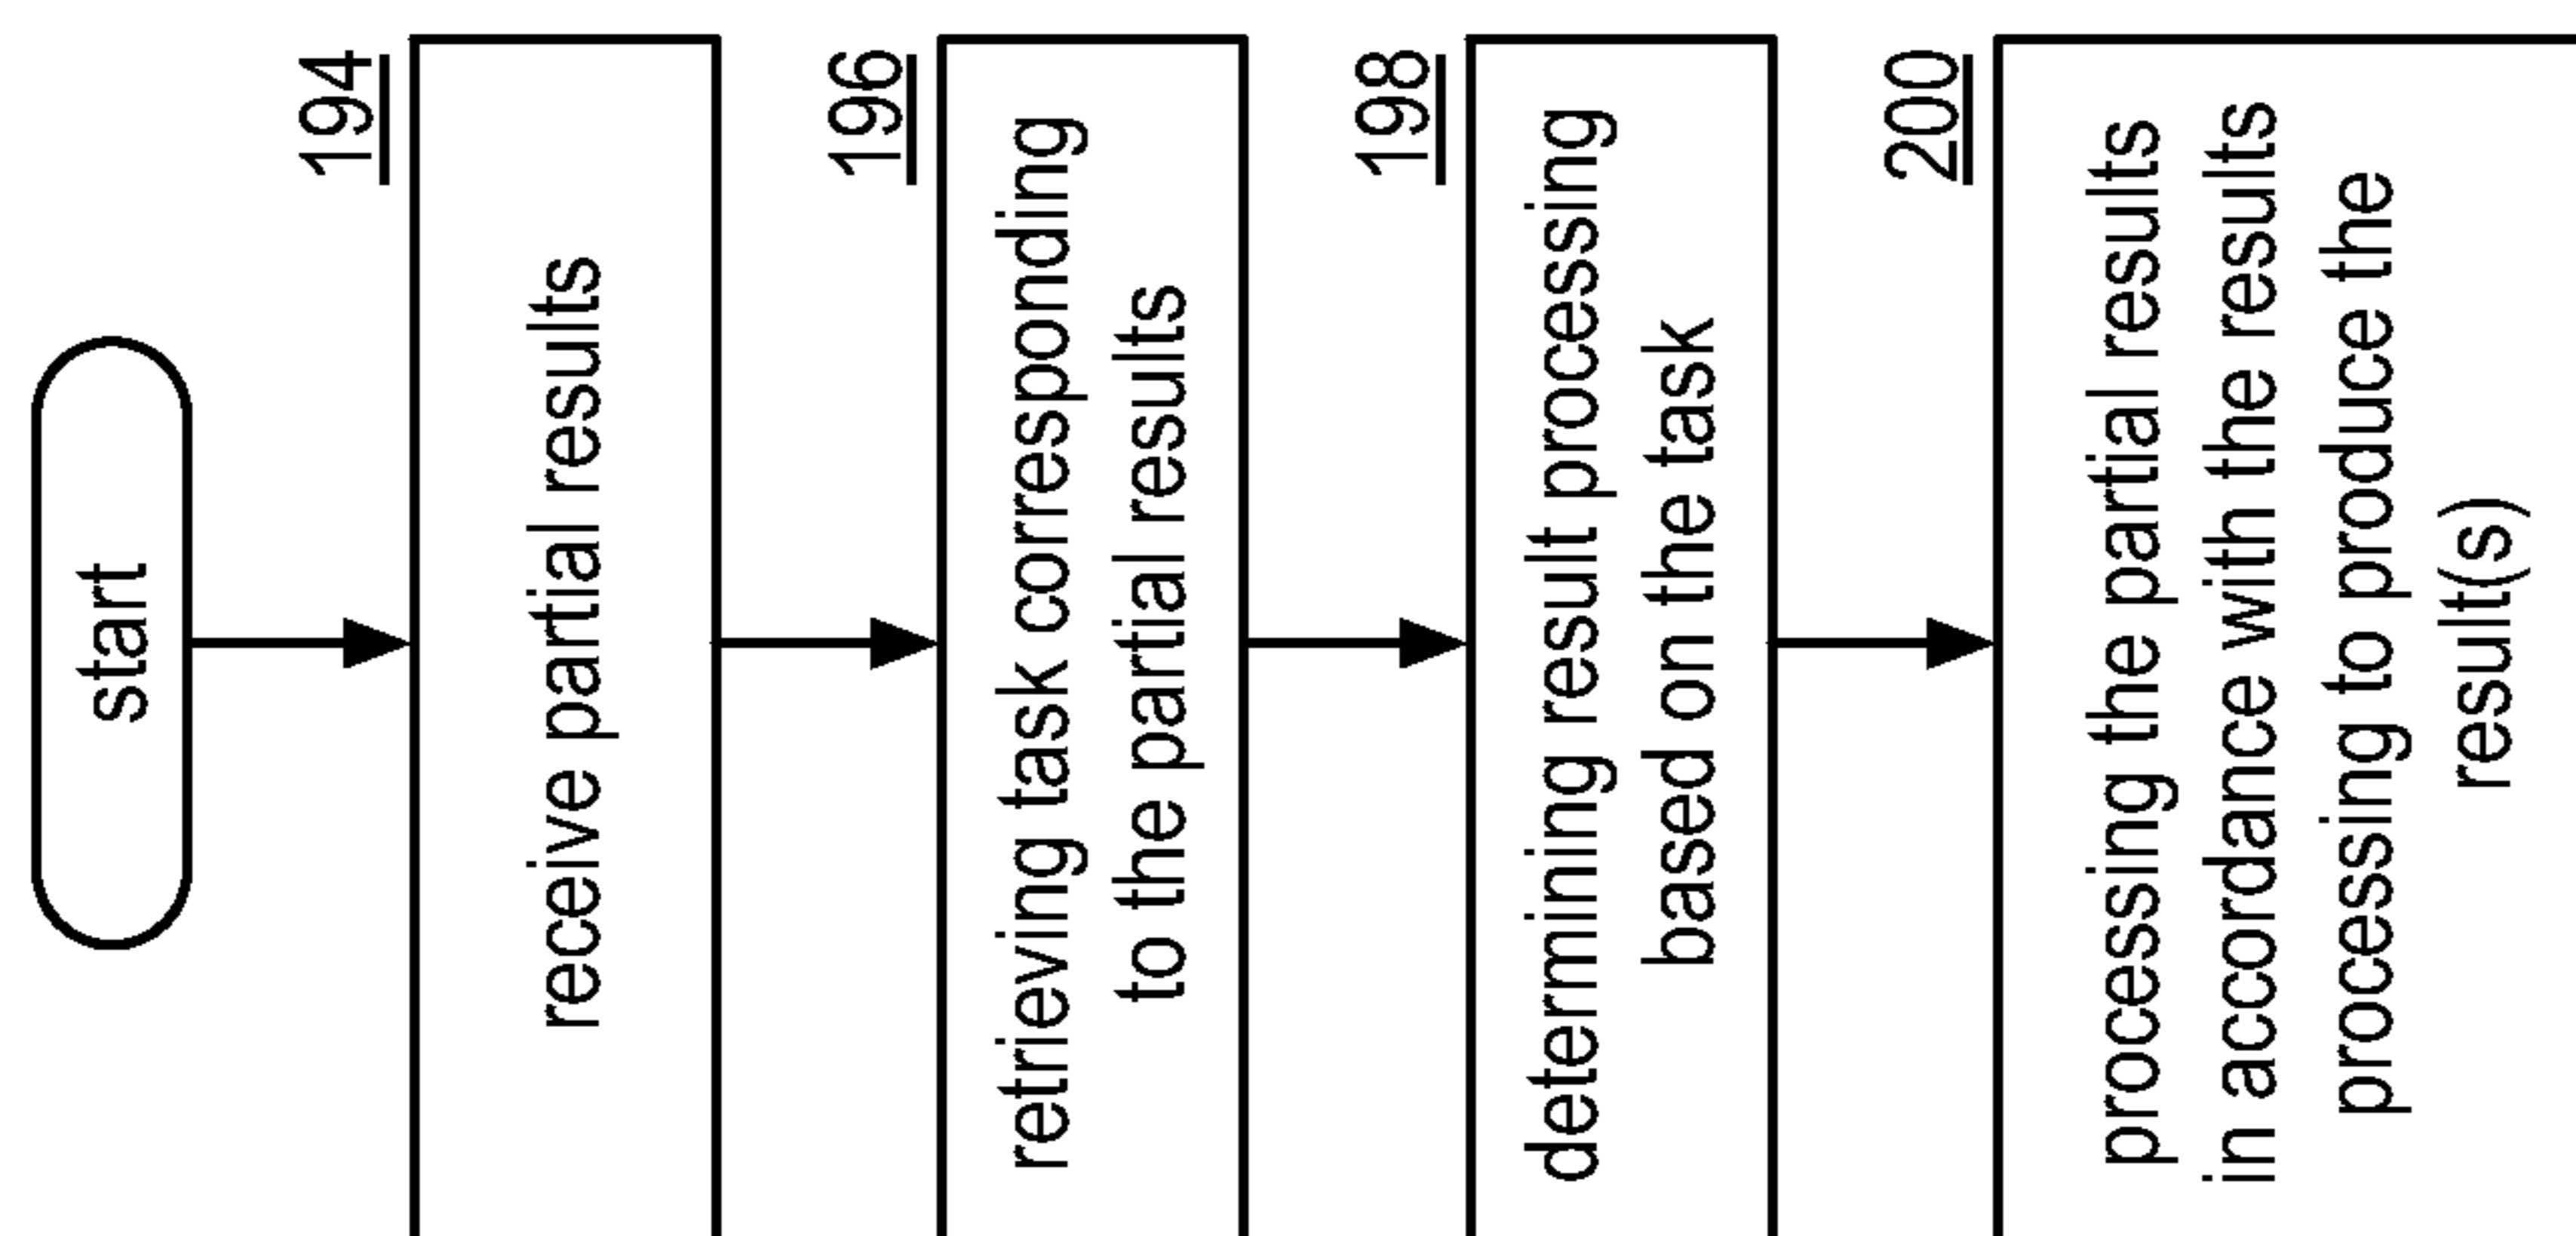 start
194
receive partial results
196
retrieving task corresponding
to the partial results
198
determining result processing
based on the task
200
processing the partial results
in accordance with the results
processing to produce the
result(s)